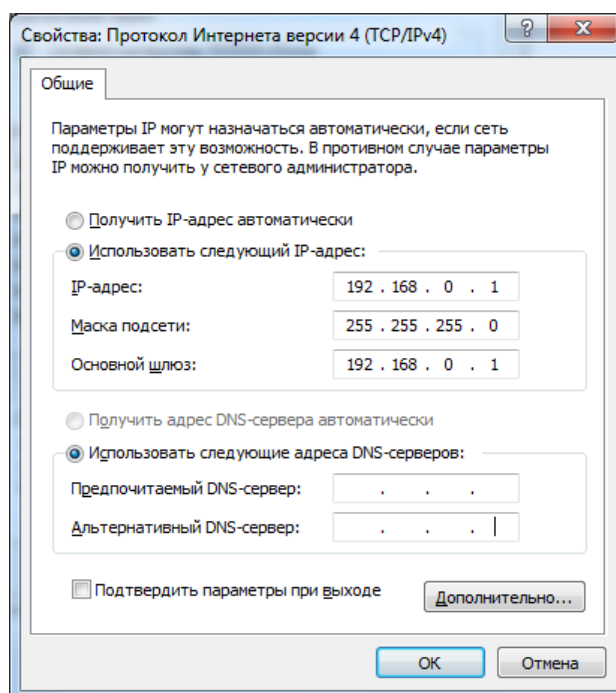 Свойства: Протокол Интернета версии 4 (TCP/IPv4)
Общие
Параметры IP могут назначаться автоматически, если сеть
поддерживает эту возможность. В противном случае параметры
IP можно получить у сетевого администратора.
Получить IP-адрес автоматически
Использовать следующий IP-адрес:
IP-адрес: 192 . 168 . 0 . 1
Маска подсети: 255 . 255 . 255 . 0
Основной шлюз: 192 . 168 . 0 . 1
Получить адрес DNS-сервера автоматически
Использовать следующие адреса DNS-серверов:
Предпочитаемый DNS-сервер: . . .
Альтернативный DNS-сервер: . . .
Подтвердить параметры при выходе
Дополнительно...
ОК
Отмена